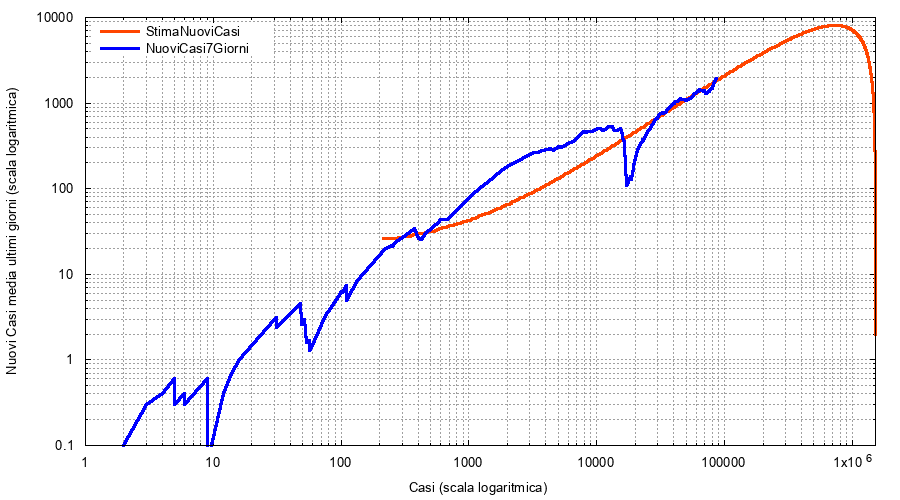 StimaNuoviCasi
NuoviCasi7Giorni
Nuovi Casi media ultimi giorni (scala logaritmica)
10000
1000
100
10
1
0.1
1 10 100 1000 10000 100000 1x10 6
Casi (scala logaritmica)